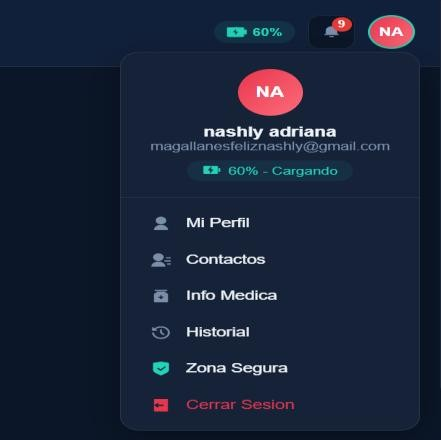 60%
9
NA
NA
nashly adriana
magallanesfeliznashly@gmail.com
60% - Cargando
Mi Perfil
Contactos
Info Medica
Historial
Zona Segura
Cerrar Sesion